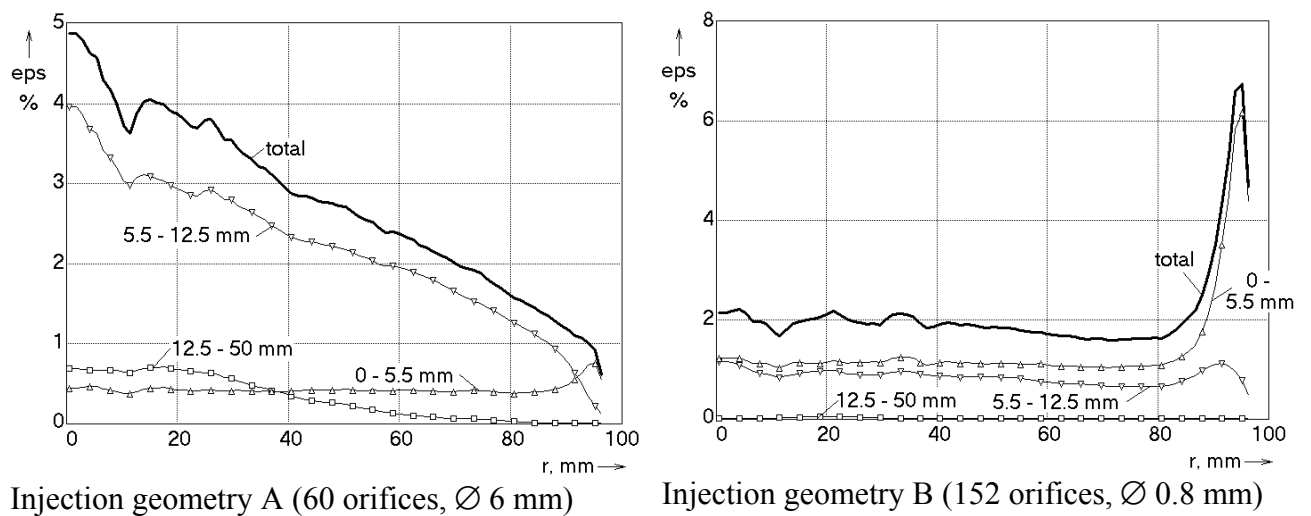 5
eps
%
4
3
2
1
0
total
5.5 - 12.5 mm
12.5 - 50 mm
0 - 5.5 mm
0 20 40 60 80 100
r, mm
Injection geometry A (60 orifices, ∅ 6 mm)
8
eps
%
6
4
2
0
total
0 -
5.5 mm
12.5 - 50 mm
5.5 - 12.5 mm
0 20 40 60 80 100
r, mm
Injection geometry B (152 orifices, ∅ 0.8 mm)